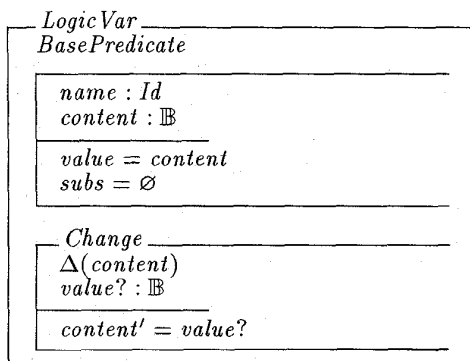 LogicVar
BasePredicate
name : Id
content : 𝔹
value = content
subs = ∅
Change
Δ(content)
value? : 𝔹
content′ = value?